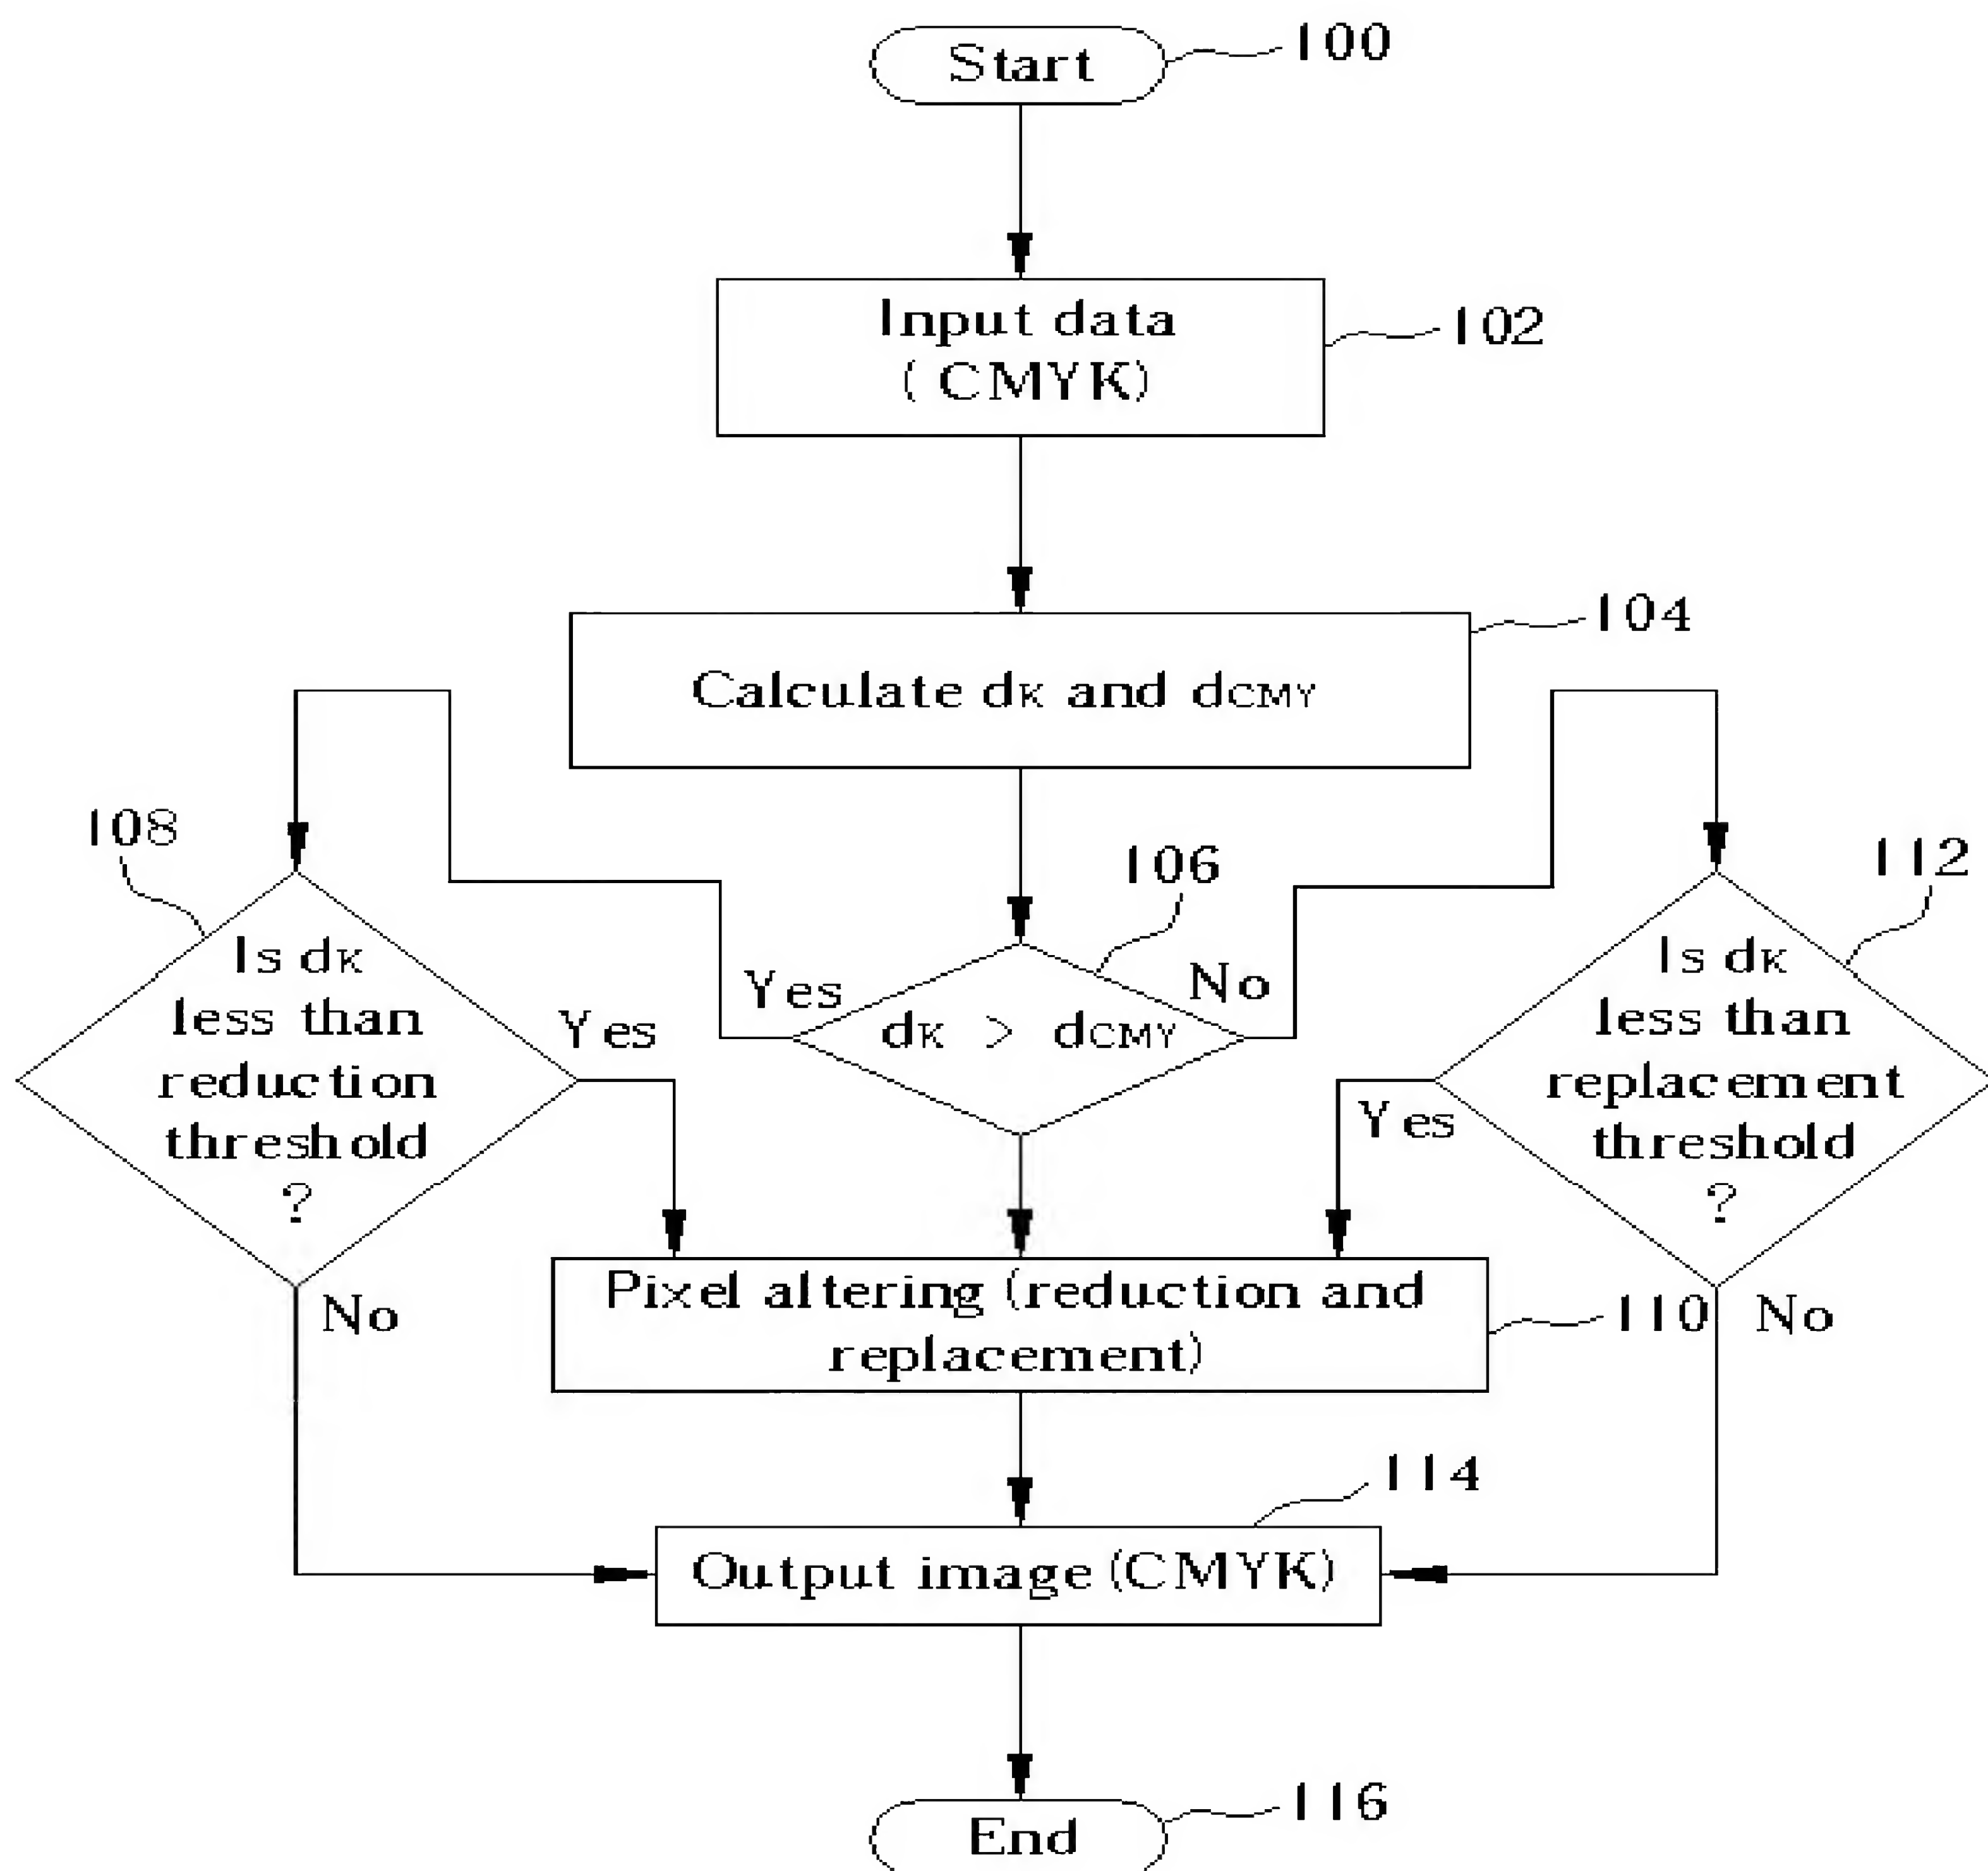 Start
100
Input data
( CMYK)
102
Calculate dK and dCMY
104
108
106
112
Is dK
less than
reduction
threshold
?
Yes
Yes
dK > dCMY
No
Is dK
less than
replacement
threshold
?
Yes
No
Pixel altering (reduction and
replacement)
110
No
114
Output image (CMYK)
End
116